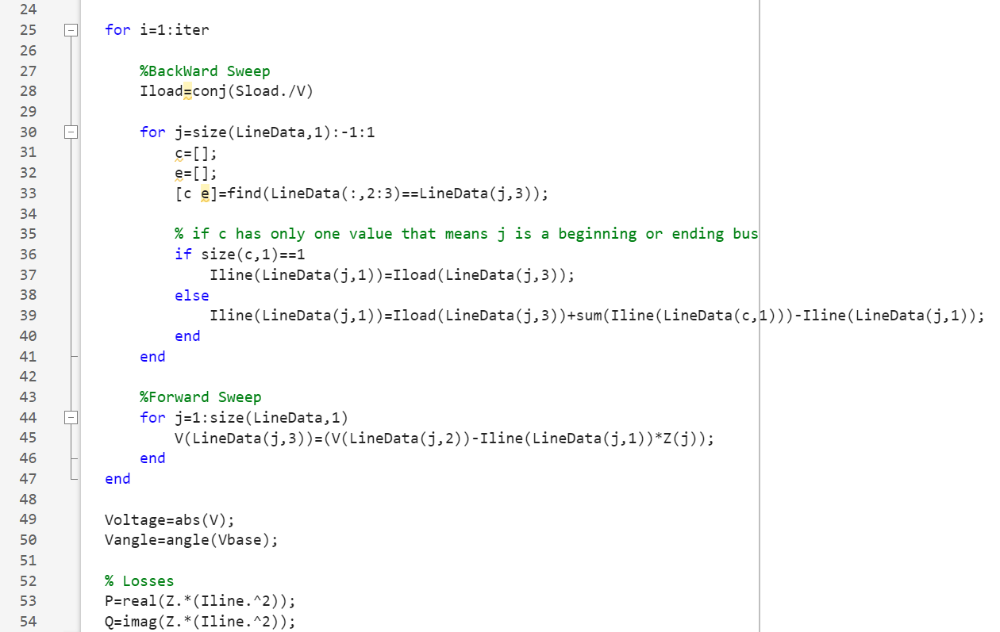 24
25 for i=1:iter
26
27 %BackWard Sweep
28 Iload=conj(Sload./V)
29
30 for j=size(LineData,1):-1:1
31 c=[];
32 e=[];
33 [c e]=find(LineData(:,2:3)==LineData(j,3));
34
35 % if c has only one value that means j is a beginning or ending bus
36 if size(c,1)==1
37 Iline(LineData(j,1))=Iload(LineData(j,3));
38 else
39 Iline(LineData(j,1))=Iload(LineData(j,3))+sum(Iline(LineData(c,1)))-Iline(LineData(j,1));
40 end
41 end
42
43 %Forward Sweep
44 for j=1:size(LineData,1)
45 V(LineData(j,3))=(V(LineData(j,2))-Iline(LineData(j,1))*Z(j));
46 end
47 end
48
49 Voltage=abs(V);
50 Vangle=angle(Vbase);
51
52 % Losses
53 P=real(Z.*(Iline.^2));
54 Q=imag(Z.*(Iline.^2));